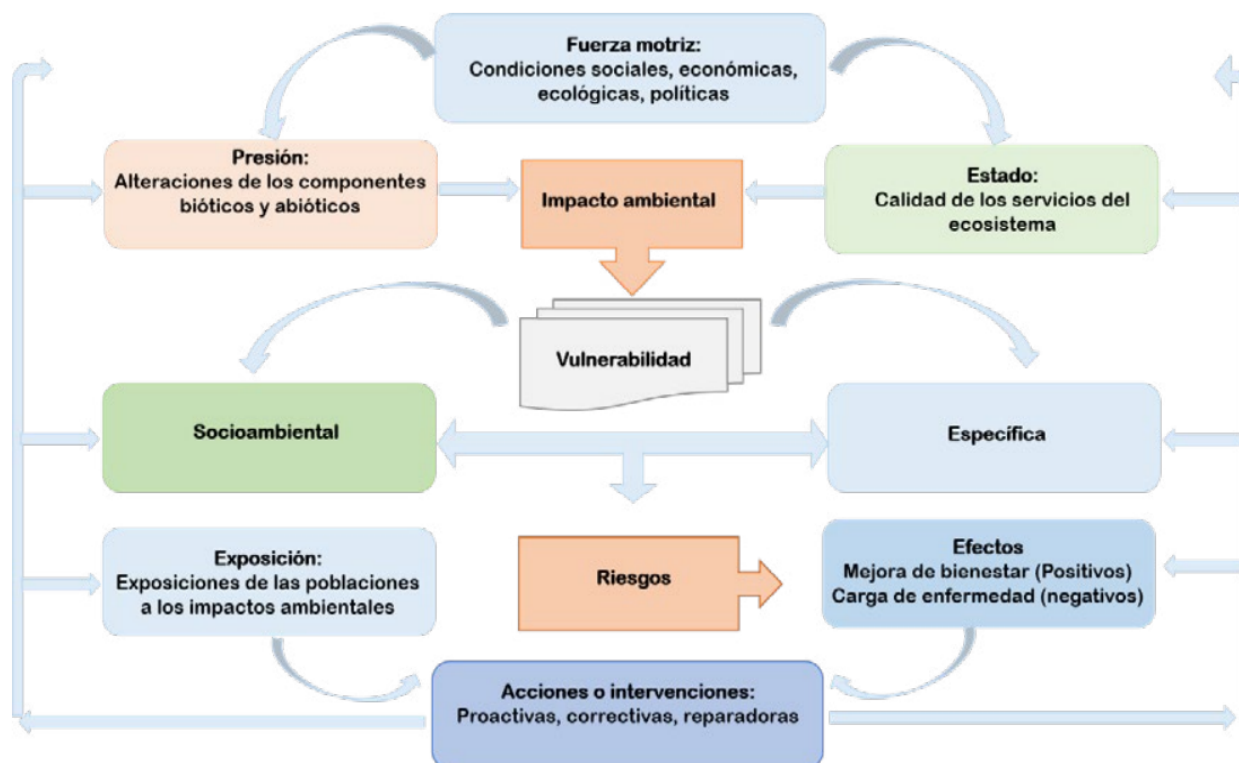 Fuerza motriz:
Condiciones sociales, económicas,
ecológicas, políticas
Presión:
Alteraciones de los componentes
bióticos y abióticos
Impacto ambiental
Estado:
Calidad de los servicios del
ecosistema
Vulnerabilidad
Socioambiental
Específica
Exposición:
Exposiciones de las poblaciones
a los impactos ambientales
Riesgos
Efectos
Mejora de bienestar (Positivos)
Carga de enfermedad (negativos)
Acciones o intervenciones:
Proactivas, correctivas, reparadoras